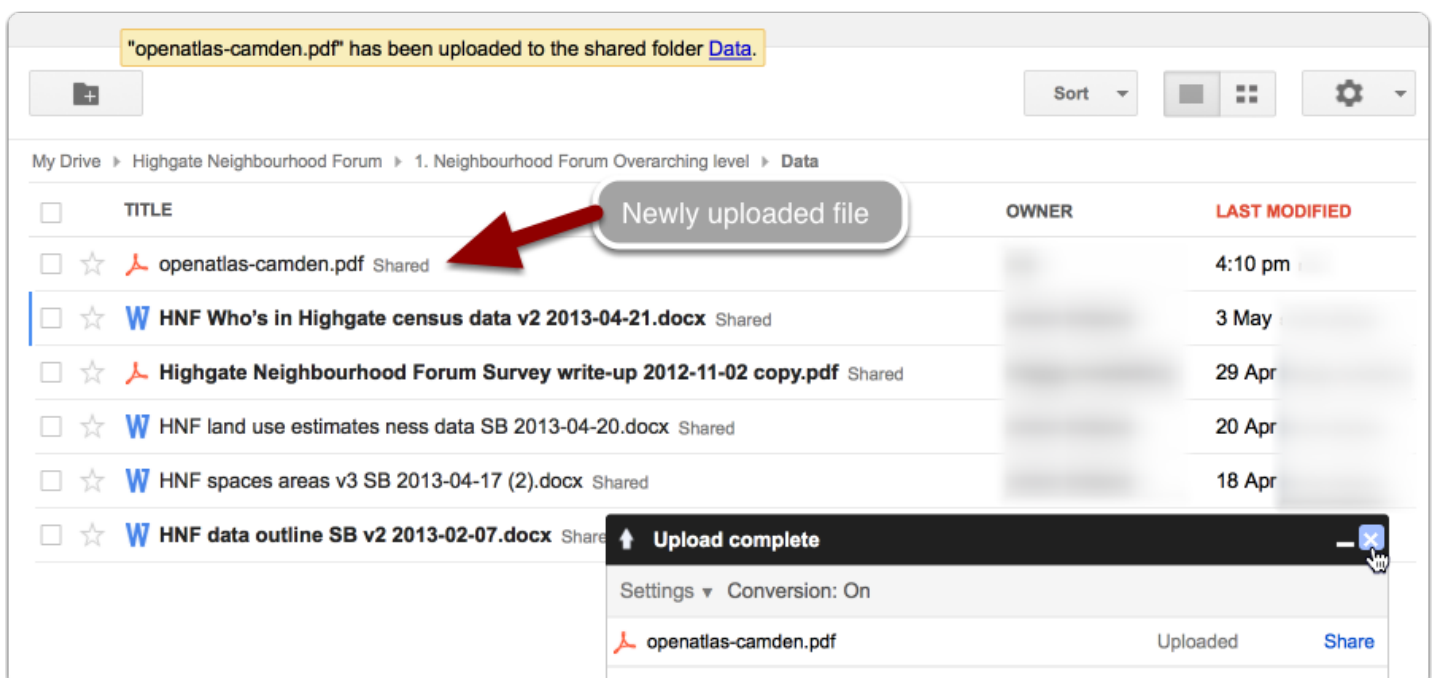 "openatlas-camden.pdf" has been uploaded to the shared folder Data.
Sort
My Drive Highgate Neighbourhood Forum 1. Neighbourhood Forum Overarching level Data
TITLE OWNER LAST MODIFIED
Newly uploaded file
openatlas-camden.pdf Shared 4:10 pm
HNF Who's in Highgate census data v2 2013-04-21.docx Shared 3 May
Highgate Neighbourhood Forum Survey write-up 2012-11-02 copy.pdf Shared 29 Apr
HNF land use estimates ness data SB 2013-04-20.docx Shared 20 Apr
HNF spaces areas v3 SB 2013-04-17 (2).docx Shared 18 Apr
HNF data outline SB v2 2013-02-07.docx Share
Upload complete
Settings Conversion: On
openatlas-camden.pdf Uploaded Share